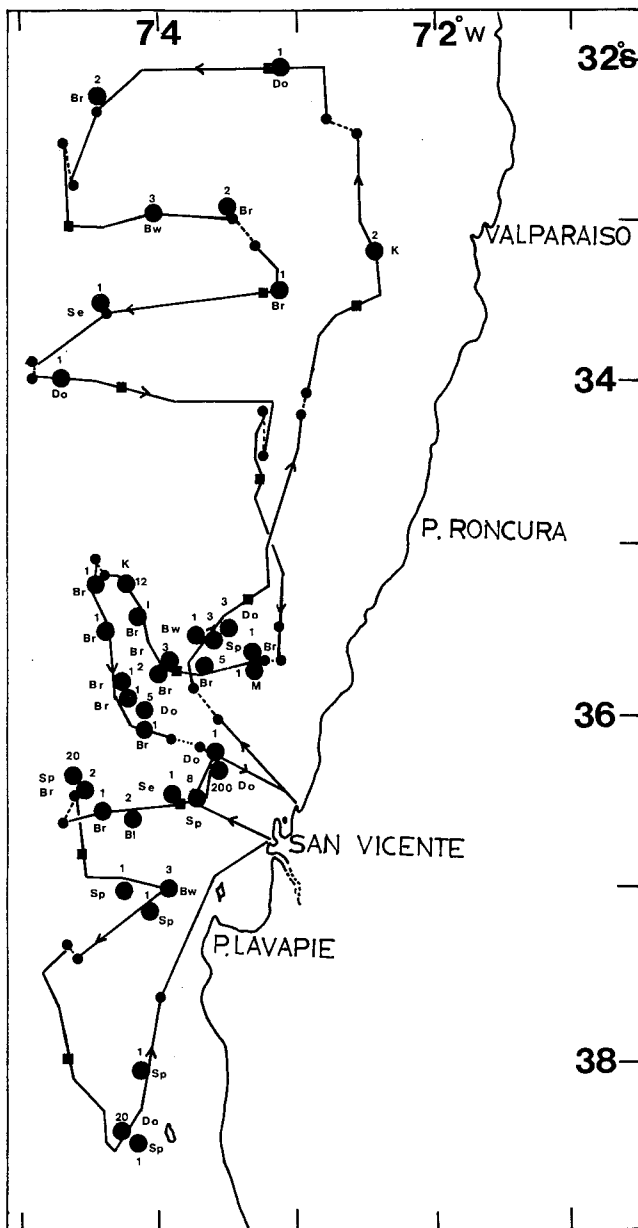 74 72°W
32°S
1
Do
2
Br
3
Bw
2
Br
VALPARAISO
2
K
1
Br
1
Se
34
1
Do
P. RONCURA
K
1
12
Br
1
Br
1
Br
3
Do
1
3
Bw
Sp
1
Br
Br
3
2
Br
5
Br
1
M
1
Br
1
Br
5
Do
1
Br
36
1
Do
200
Do
20
Sp
2
Br
1
Se
8
Sp
1
Br
2
Bl
SAN VICENTE
1
Sp
3
Bw
1
Sp
P.LAVAPIE
38
1
Sp
20
Do
1
Sp